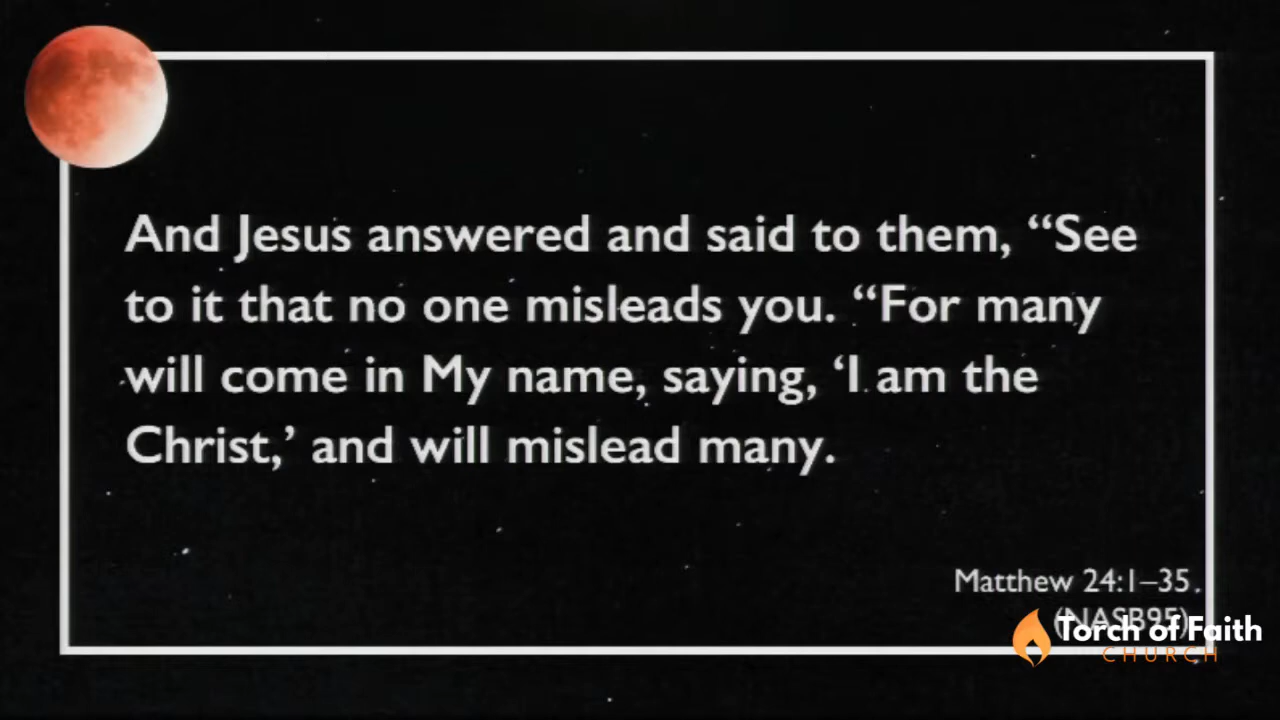 And Jesus answered and said to them, “See
to it that no one misleads you. “For many
will come in My name, saying, ‘I am the
Christ,’ and will mislead many.
Matthew 24:1–35
(NASB95)
Torch of Faith
CHURCH